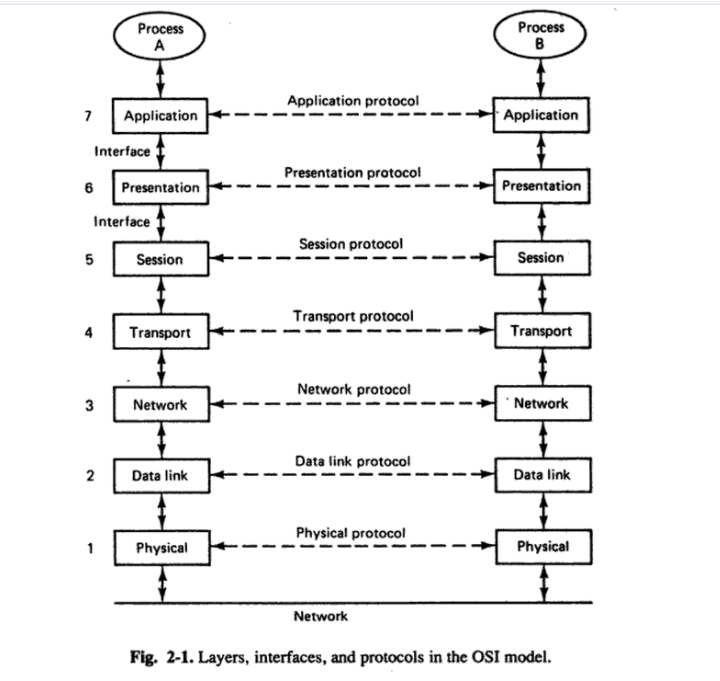 Process
A
Process
B
Application protocol
7
Application
Application
Interface
Presentation protocol
6
Presentation
Presentation
Interface
Session protocol
5
Session
Session
Transport protocol
4
Transport
Transport
Network protocol
3
Network
Network
Data link protocol
2
Data link
Data link
Physical protocol
1
Physical
Physical
Network
Fig. 2-1. Layers, interfaces, and protocols in the OSI model.